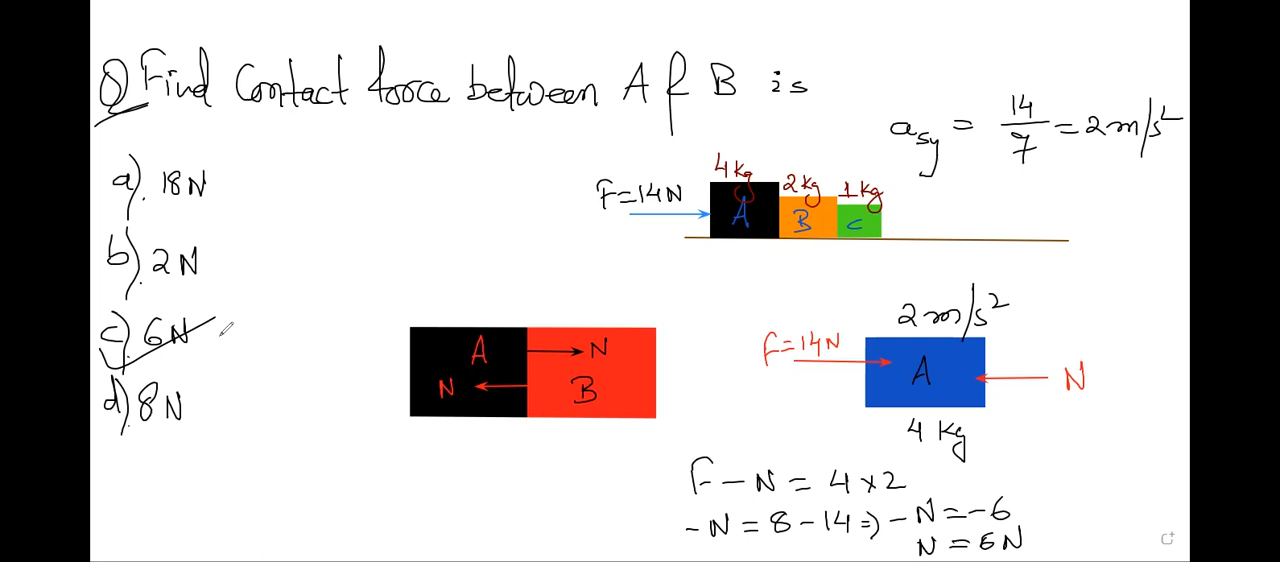 Q Find Contact force between A & B is
a). 18N
b). 2N
c). 6N
d). 8N
a_sy = 14/7 = 2m/s²
4kg 2kg 1kg
F=14N
A B C
A N
N B
2m/s²
F=14N A N
4 Kg
F - N = 4 × 2
- N = 8 - 14 => - N = - 6
N = 6N